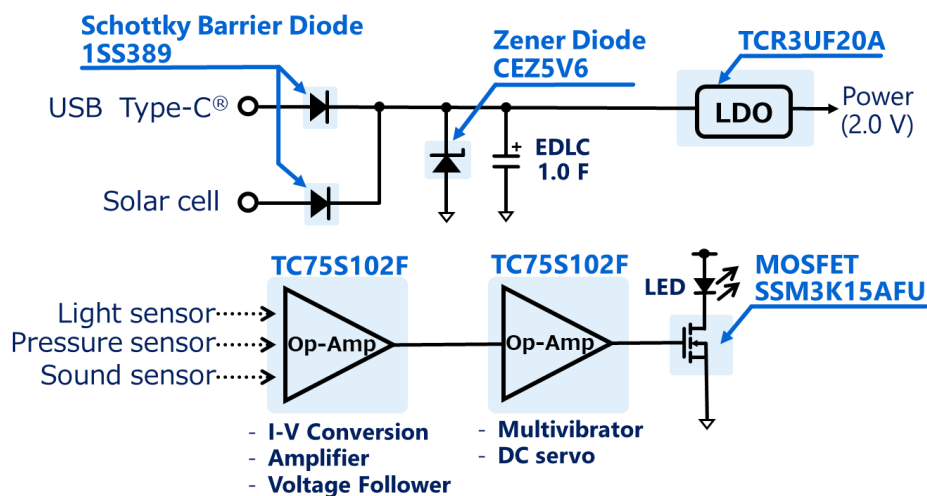 Schottky Barrier Diode
1SS389
Zener Diode
CEZ5V6
TCR3UF20A
USB Type-C®
LDO
Power
(2.0 V)
+
EDLC
1.0 F
Solar cell
TC75S102F
TC75S102F
LED
MOSFET
SSM3K15AFU
Light sensor
Pressure sensor
Sound sensor
Op-Amp
Op-Amp
- I-V Conversion
- Amplifier
- Voltage Follower
- Multivibrator
- DC servo